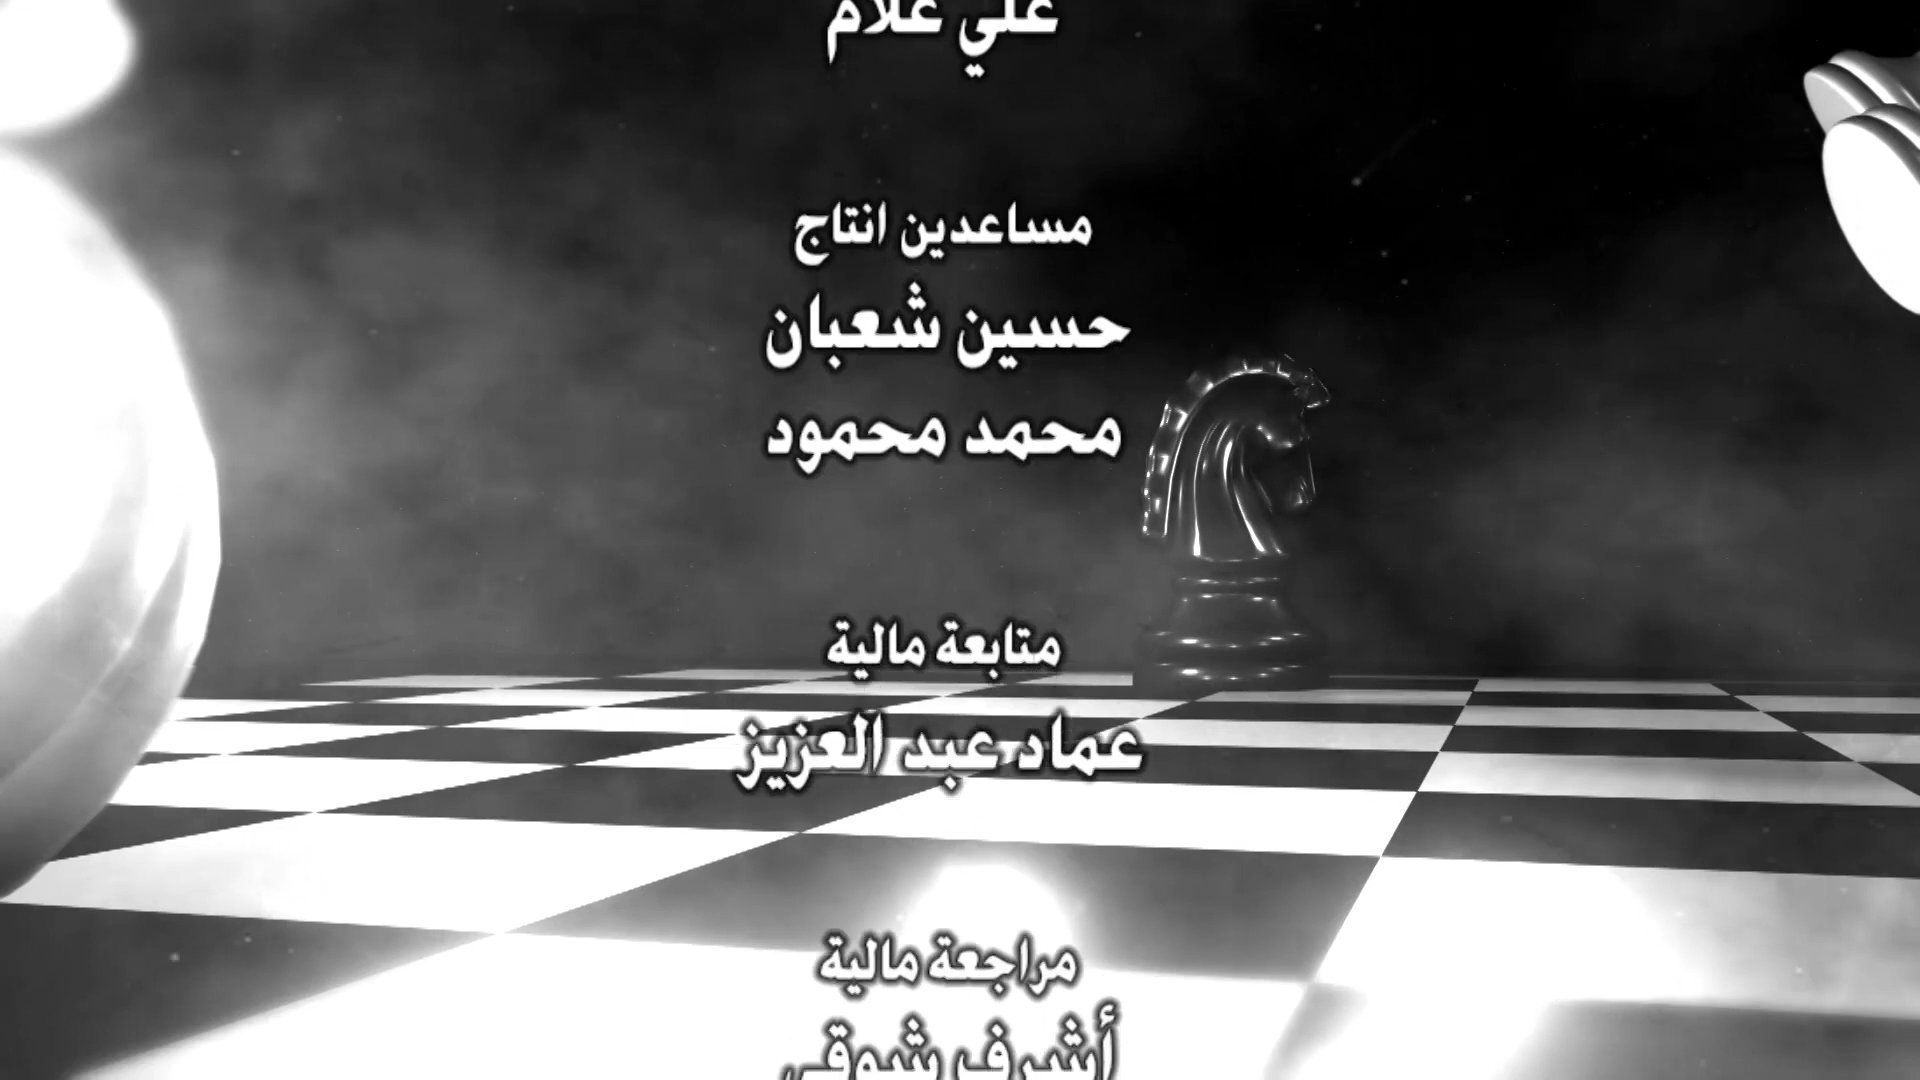 علي علام
مساعدين انتاج
حسين شعبان
محمد محمود
متابعة مالية
عماد عبد العزيز
مراجعة مالية
أشرف شوقي